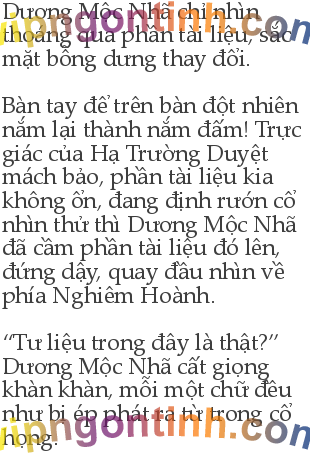 Dương Mộc Nhã chỉ nhìn
thoáng qua phần tài liệu, sắc
mặt bỗng dưng thay đổi.
Bàn tay để trên bàn đột nhiên
nắm lại thành nắm đấm! Trực
giác của Hạ Trường Duyệt
mách bảo, phần tài liệu kia
không ổn, đang định rướn cổ
nhìn thử thì Dương Mộc Nhã
đã cầm phần tài liệu đó lên,
đứng dậy, quay đầu nhìn về
phía Nghiêm Hoành.
“Tư liệu trong đây là thật?”
Dương Mộc Nhã cất giọng
khàn khàn, mỗi một chữ đều
như bị ép phát ra từ trong cổ
họng.